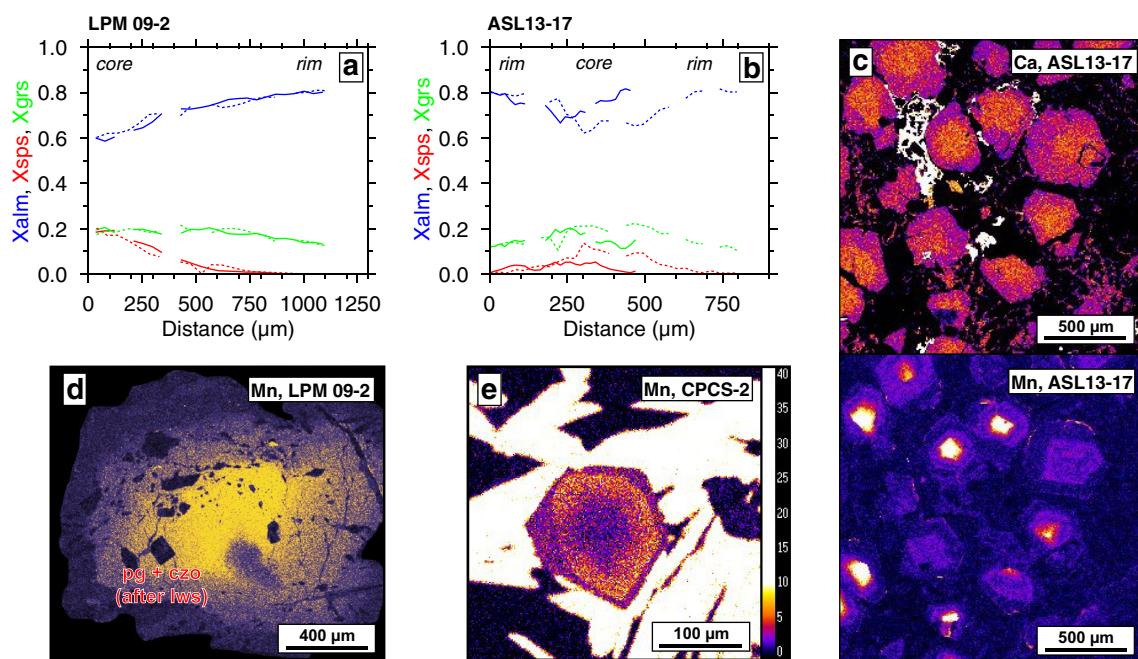 LPM 09-2
1.0
0.8
0.6
0.4
0.2
0.0
Xalm, Xsps, Xgrs
core
rim
a
0 250 500 750 1000 1250
Distance (µm)
ASL13-17
1.0
0.8
0.6
0.4
0.2
0.0
Xalm, Xsps, Xgrs
rim
core
rim
b
0 250 500 750
Distance (µm)
c
Ca, ASL13-17
500 µm
Mn, ASL13-17
500 µm
d
Mn, LPM 09-2
pg + czo
(after lws)
400 µm
e
Mn, CPCS-2
100 µm
40
35
30
25
20
15
10
5
0